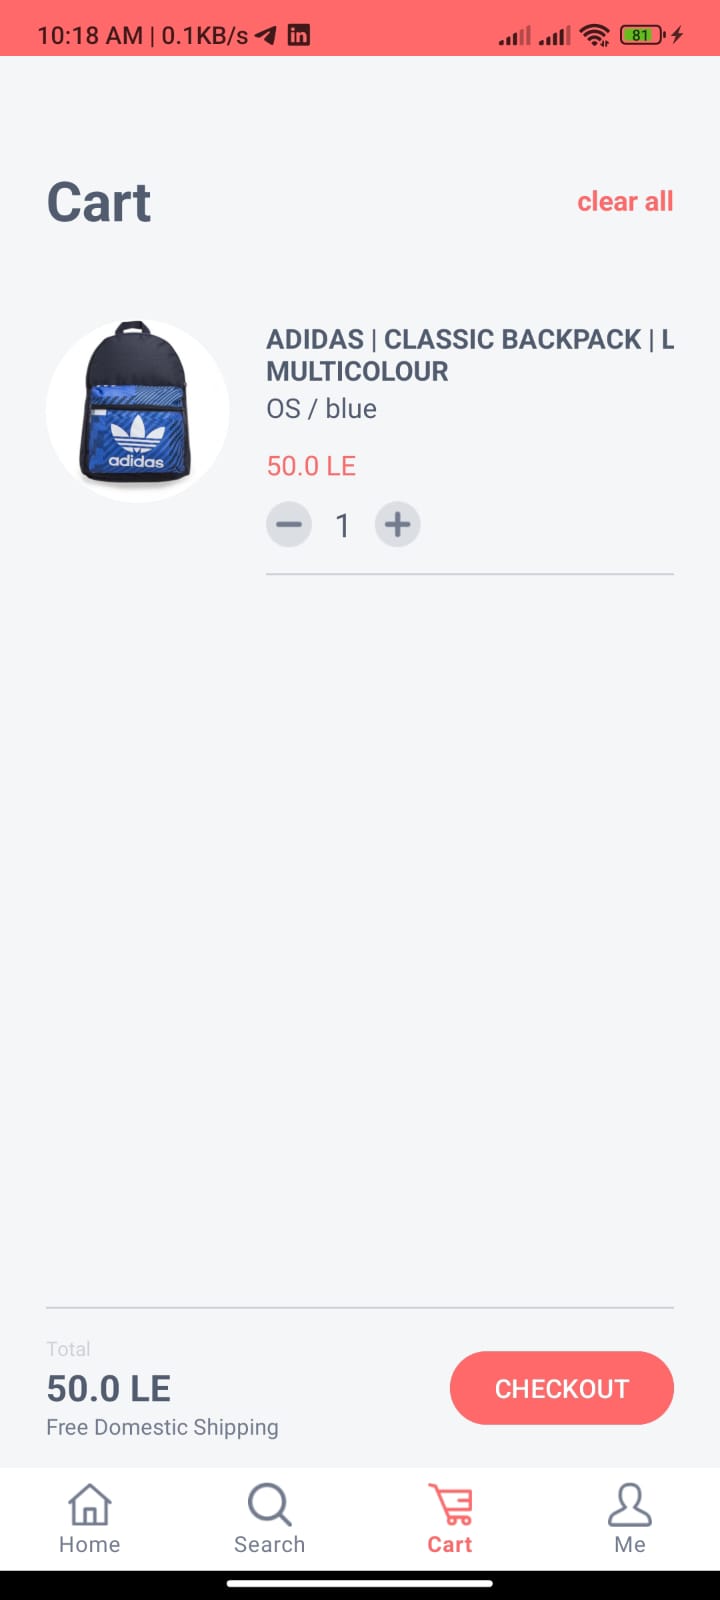 10:18 AM | 0.1KB/s
in
81
Cart
clear all
adidas
ADIDAS | CLASSIC BACKPACK | L
MULTICOLOUR
OS / blue
50.0 LE
1
Total
50.0 LE
Free Domestic Shipping
CHECKOUT
Home
Search
Cart
Me